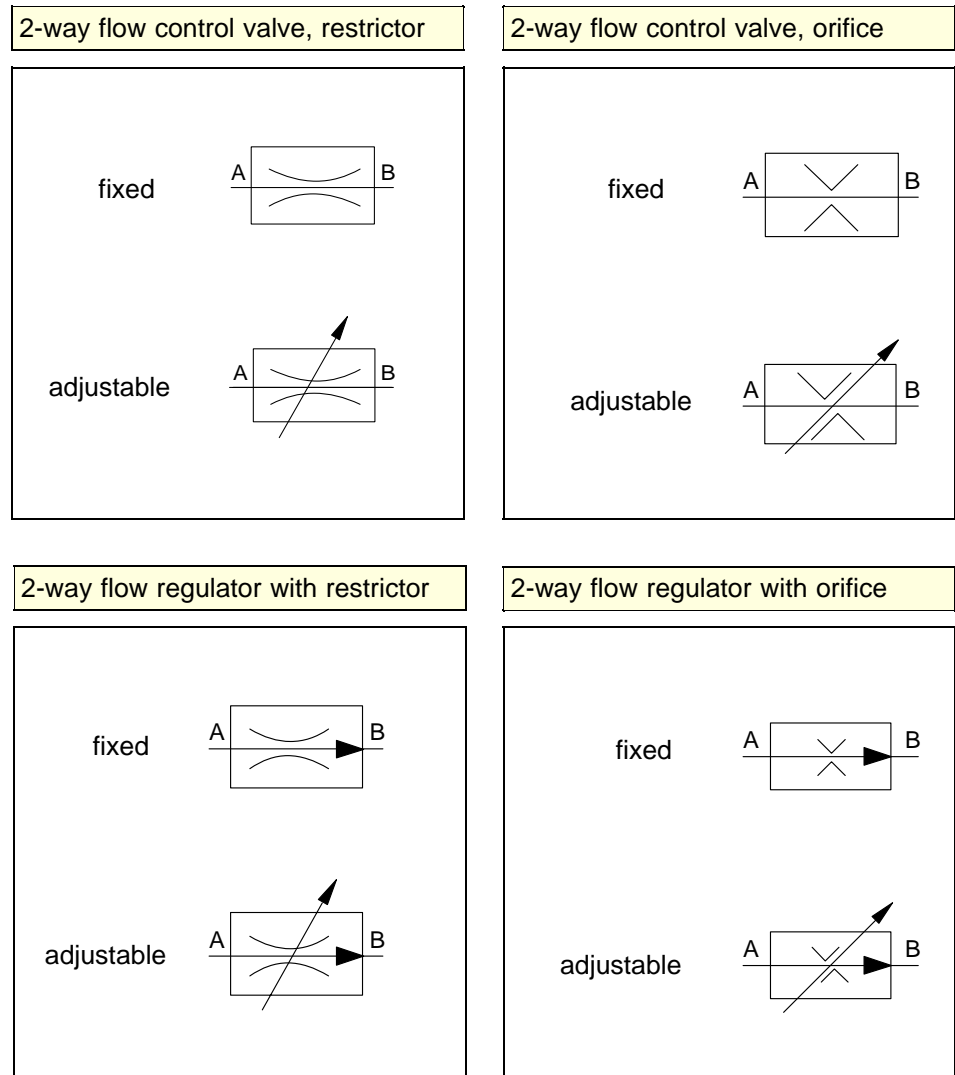 2-way flow control valve, restrictor
fixed
A
B
adjustable
A
B
2-way flow control valve, orifice
fixed
A
B
adjustable
A
B
2-way flow regulator with restrictor
fixed
A
B
adjustable
A
B
2-way flow regulator with orifice
fixed
A
B
adjustable
A
B